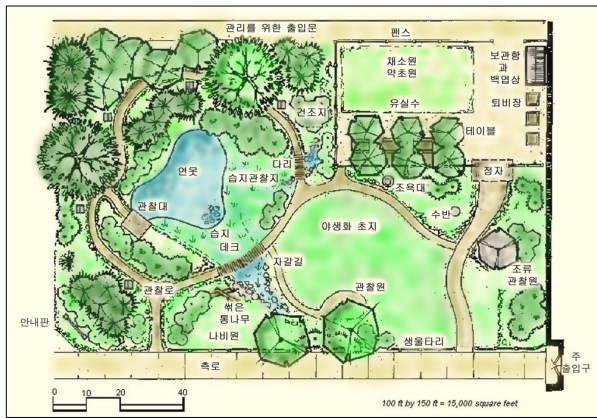 관리를 위한 출입문
펜스
채소원
약초원
보관함
과
백엽상
유실수
건조지
퇴비장
테이블
다리
연못
습지관찰지
정자
조욕대
관찰대
수반
습지
야생화 초지
데크
자갈길
조류
관찰원
관찰로
관찰원
썪은
통나무
안내판
나비원
생울타리
측로
주
출입구
0 10 20 40
100 ft by 150 ft = 15,000 square feet